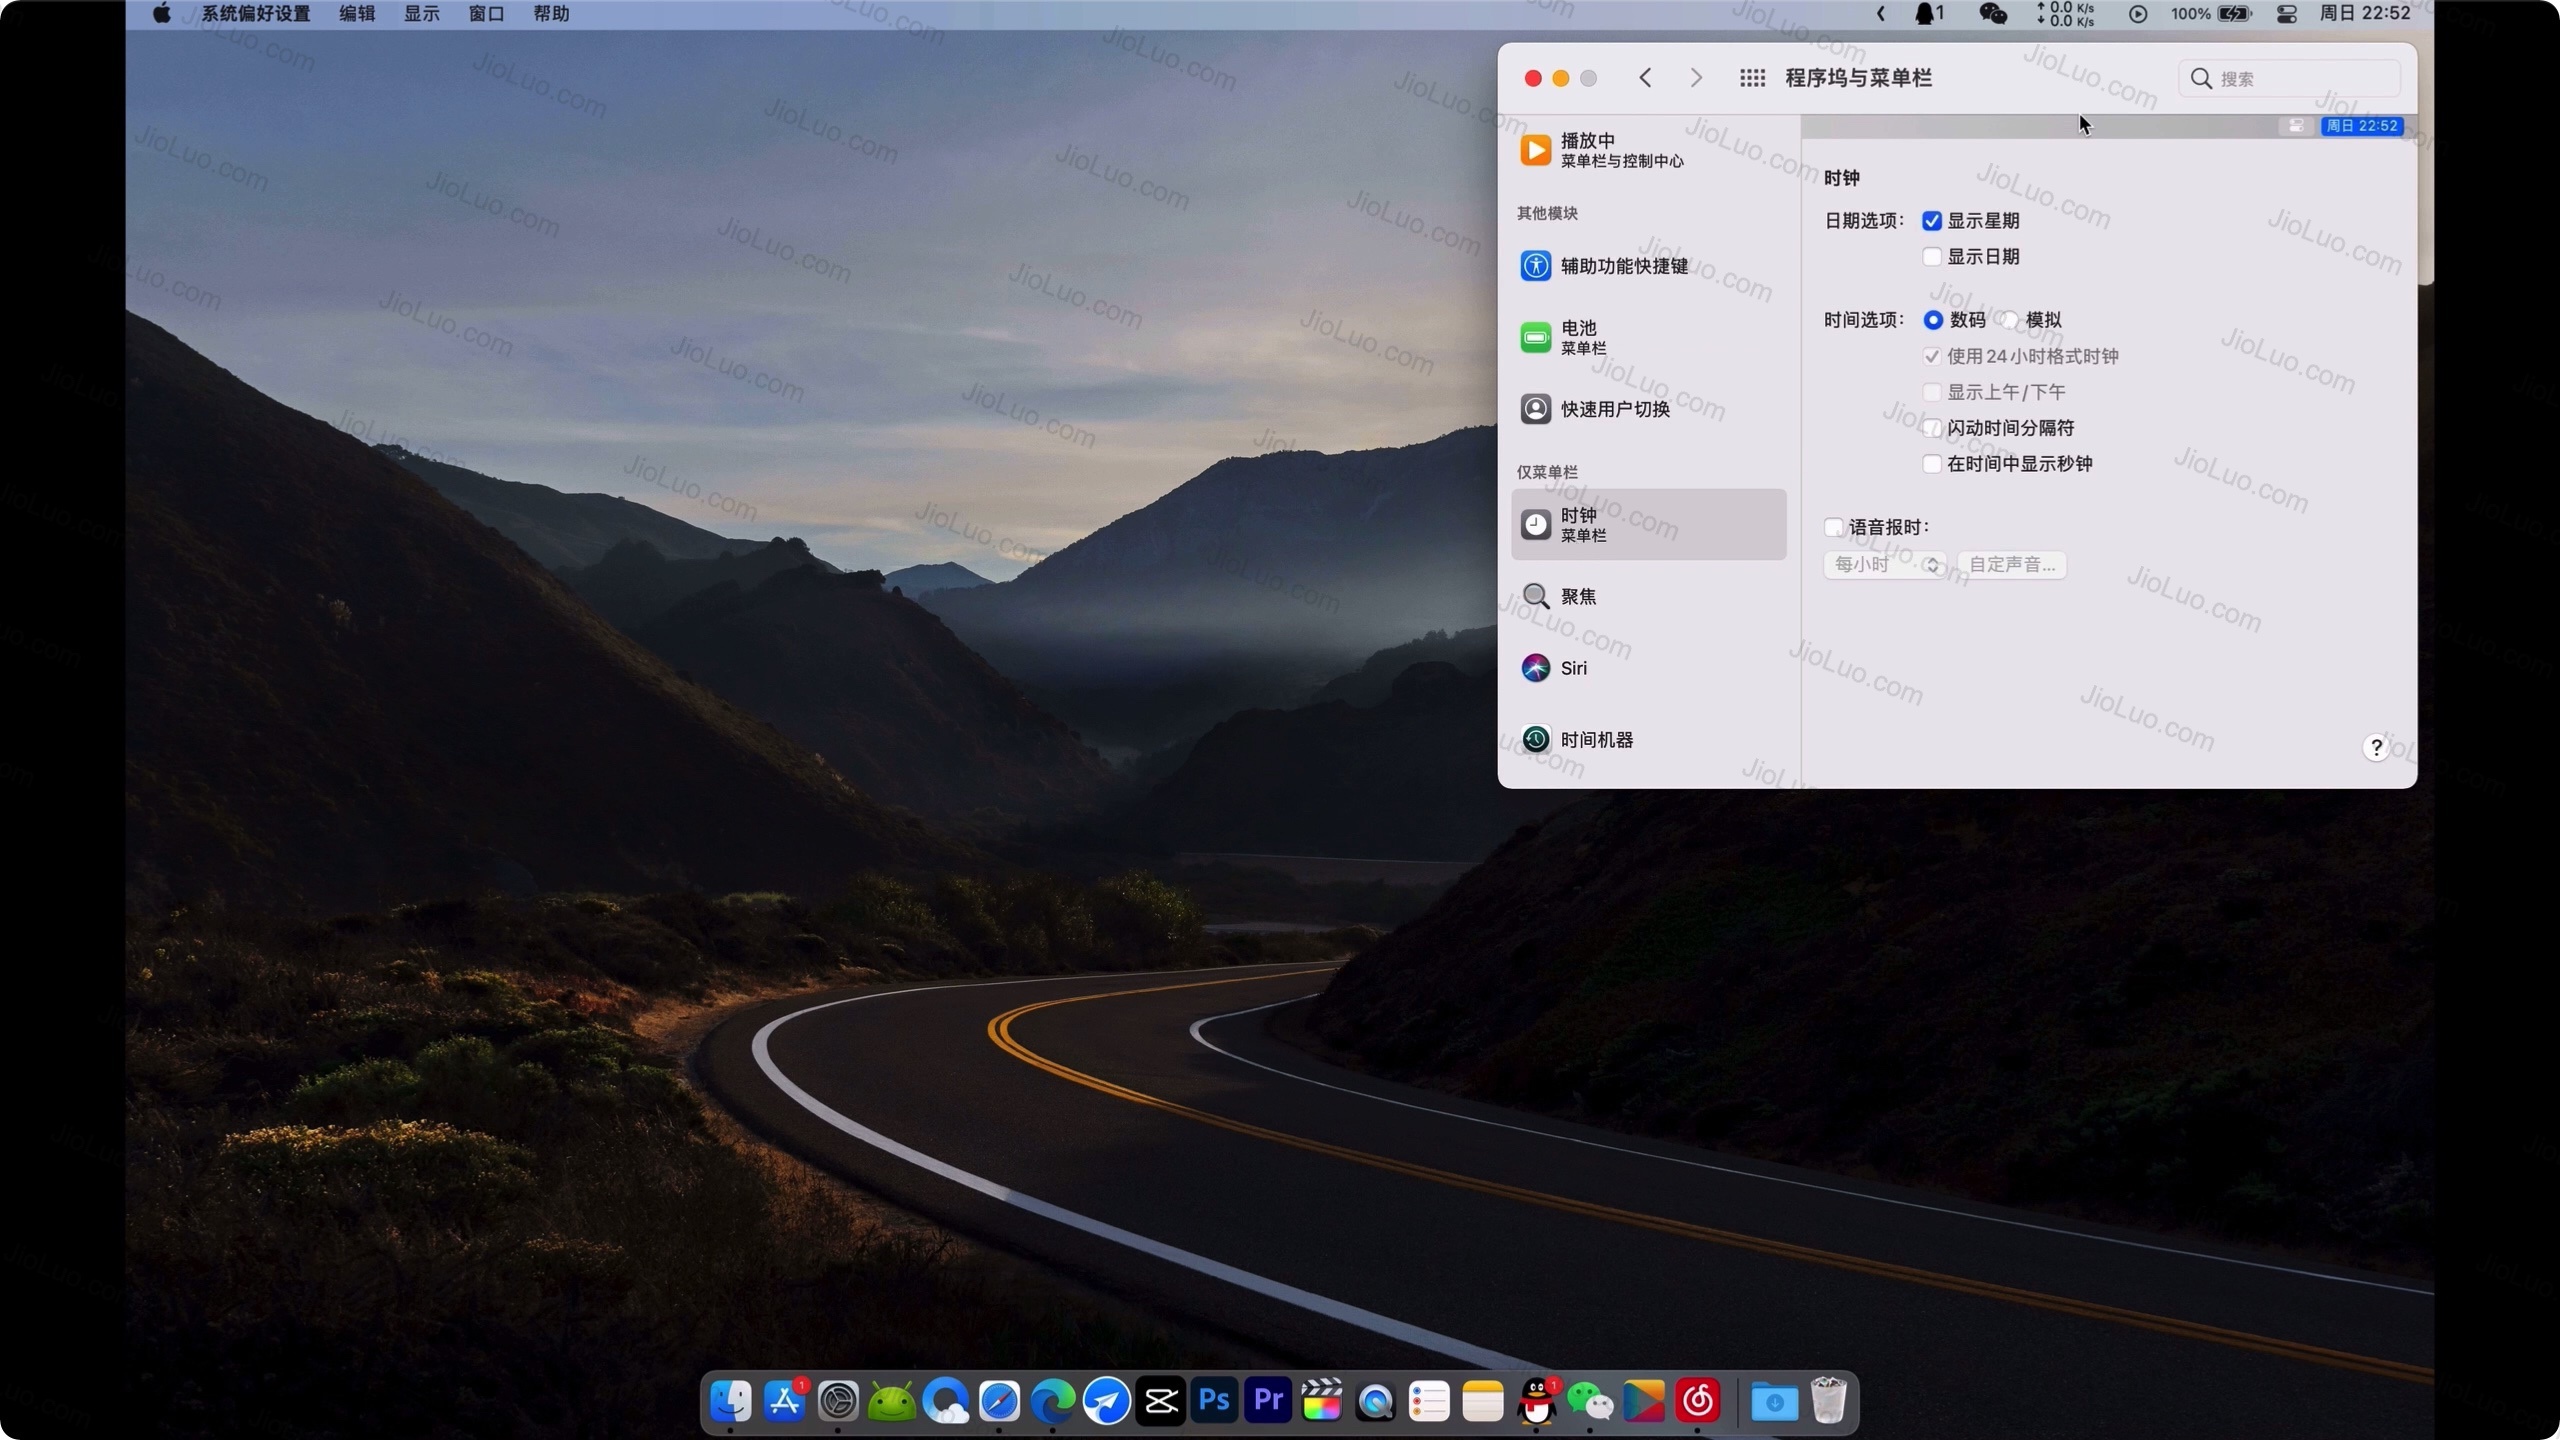 系统偏好设置 编辑 显示 窗口 帮助
1 ↑ 0.0 K/s ↓ 0.0 K/s 100% 周日 22:52
程序坞与菜单栏
搜索
周日 22:52
播放中
菜单栏与控制中心
其他模块
辅助功能快捷键
电池
菜单栏
快速用户切换
仅菜单栏
时钟
菜单栏
聚焦
Siri
时间机器
时钟
日期选项： 显示星期
显示日期
时间选项： 数码 模拟
使用24小时格式时钟
显示上午/下午
闪动时间分隔符
在时间中显示秒钟
语音报时：
每小时 自定声音...
?
1 Ps Pr 1
JioLuo.com